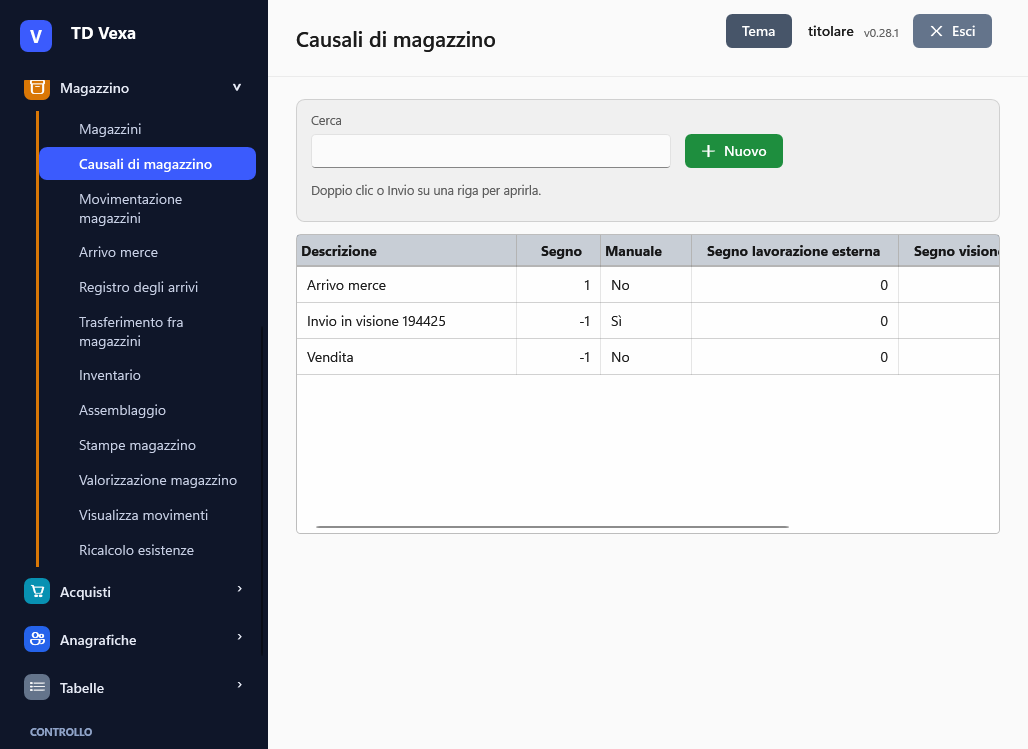 V
TD Vexa
Magazzino
Magazzini
Causali di magazzino
Movimentazione
magazzini
Arrivo merce
Registro degli arrivi
Trasferimento fra
magazzini
Inventario
Assemblaggio
Stampe magazzino
Valorizzazione magazzino
Visualizza movimenti
Ricalcolo esistenze
Acquisti
Anagrafiche
Tabelle
CONTROLLO
Causali di magazzino
Tema
titolare v0.28.1
Esci
Cerca
Nuovo
Doppio clic o Invio su una riga per aprirla.
Descrizione Segno Manuale Segno lavorazione esterna Segno vision
Arrivo merce 1 No 0
Invio in visione 194425 -1 Sì 0
Vendita -1 No 0